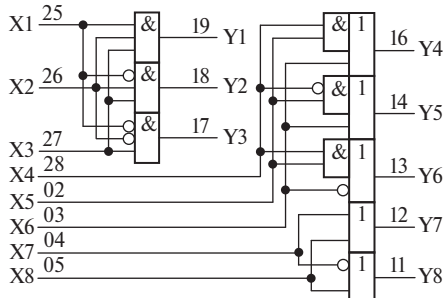 X1 25
X2 26
X3 27
X4 28
X5 02
X6 03
X7 04
X8 05
& 19 Y1
& 18 Y2
& 17 Y3
& 1 16 Y4
& 1 14 Y5
& 1 13 Y6
1 12 Y7
1 11 Y8